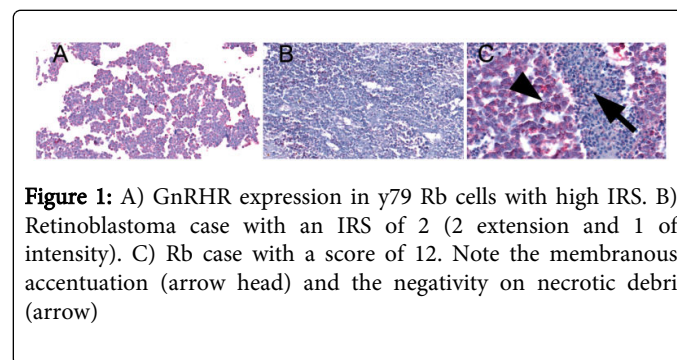 A
B
C
Figure 1: A) GnRHR expression in y79 Rb cells with high IRS. B)
Retinoblastoma case with an IRS of 2 (2 extension and 1 of
intensity). C) Rb case with a score of 12. Note the membranous
accentuation (arrow head) and the negativity on necrotic debri
(arrow)